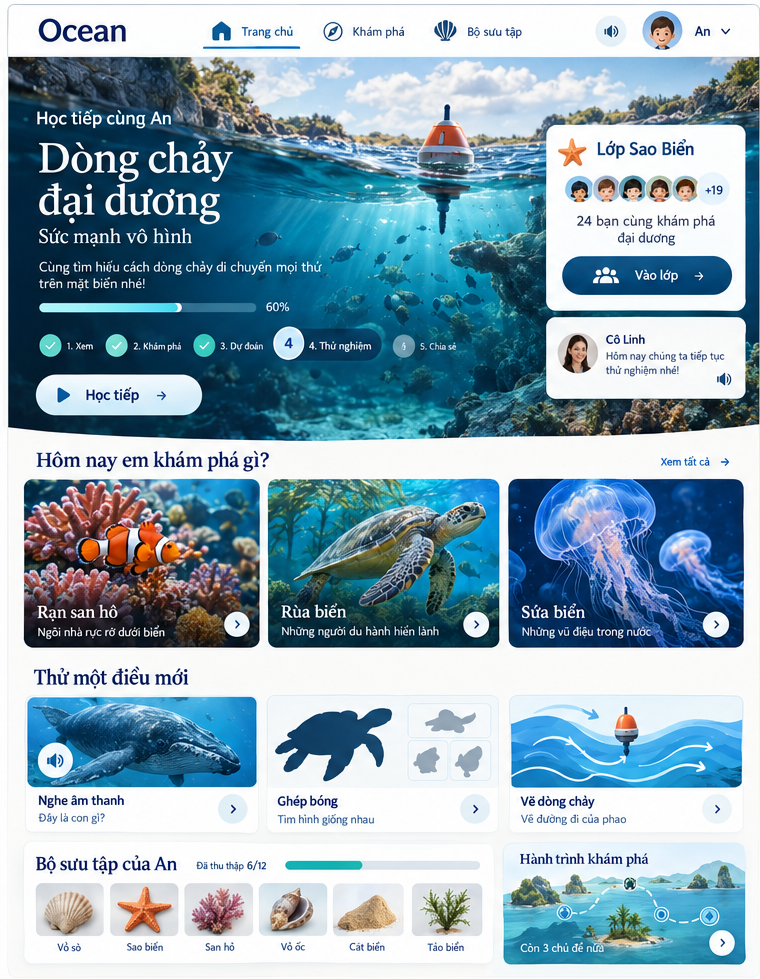 Ocean
Trang chủ
Khám phá
Bộ sưu tập
An
Học tiếp cùng An
Dòng chảy
đại dương
Sức mạnh vô hình
Cùng tìm hiểu cách dòng chảy di chuyển mọi thứ
trên mặt biển nhé!
60%
1. Xem
2. Khám phá
3. Dự đoán
4
4. Thử nghiệm
5. Chia sẻ
Học tiếp
Lớp Sao Biển
+19
24 bạn cùng khám phá
đại dương
Vào lớp
Cô Linh
Hôm nay chúng ta tiếp tục
thử nghiệm nhé!
Hôm nay em khám phá gì?
Xem tất cả
Rạn san hô
Ngôi nhà rực rỡ dưới biển
Rùa biển
Những người du hành hiền lành
Sứa biển
Những vũ điệu trong nước
Thử một điều mới
Nghe âm thanh
Đây là con gì?
Ghép bóng
Tìm hình giống nhau
Vẽ dòng chảy
Vẽ đường đi của phao
Bộ sưu tập của An
Đã thu thập 6/12
Vỏ sò
Sao biển
San hô
Vỏ ốc
Cát biển
Tảo biển
Hành trình khám phá
Còn 3 chủ đề nữa